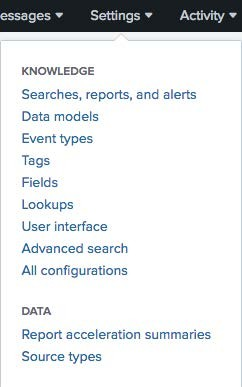 essages Settings Activity
KNOWLEDGE
Searches, reports, and alerts
Data models
Event types
Tags
Fields
Lookups
User interface
Advanced search
All configurations
DATA
Report acceleration summaries
Source types